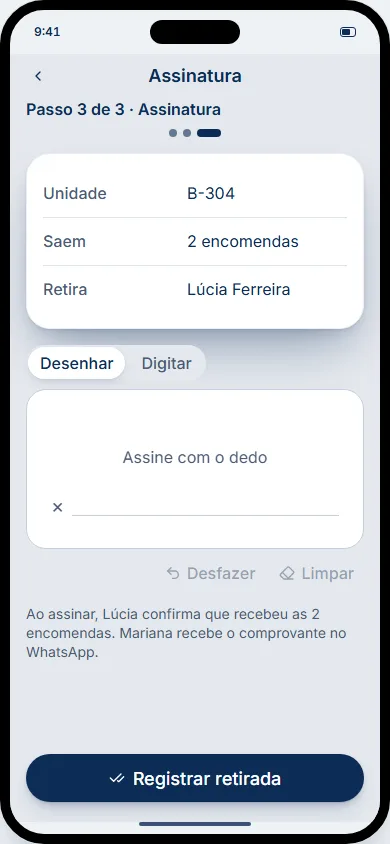 9:41
Assinatura
Passo 3 de 3 · Assinatura
Unidade B-304
Saem 2 encomendas
Retira Lúcia Ferreira
Desenhar Digitar
Assine com o dedo
×
Desfazer Limpar
Ao assinar, Lúcia confirma que recebeu as 2
encomendas. Mariana recebe o comprovante no
WhatsApp.
Registrar retirada